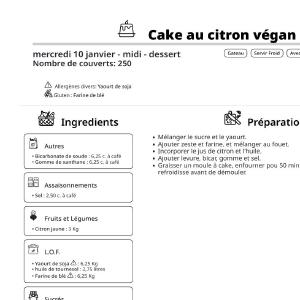 Cake au citron végan
mercredi 10 janvier - midi - dessert
Nombre de couverts: 250
Gateau
Servir Froid
Avec
Allergènes divers: Yaourt de soja
Gluten : Farine de blé
Ingredients
Autres
• Bicarbonate de soude : 6,25 c. à café
• Gomme de xanthane : 6,25 c. à café
Assaisonnements
• Sel : 2,50 c. à café
Fruits et Légumes
• Citron jaune : 3 Kg
L.O.F.
• Yaourt de soja : 6,25 Kg
• huile de tournesol : 2,75 litres
• Farine de blé : 6,25 Kg
Sucrés
Préparatio
• Mélanger le sucre et le yaourt.
• Ajouter zeste et farine, et mélanger au fouet.
• Incorporer le jus de citron et l'huile.
• Ajouter levure, bicac gomme et sel.
• Graisser un moule à cake, enfourner pou 50 min
refroidisse avant de démouler.